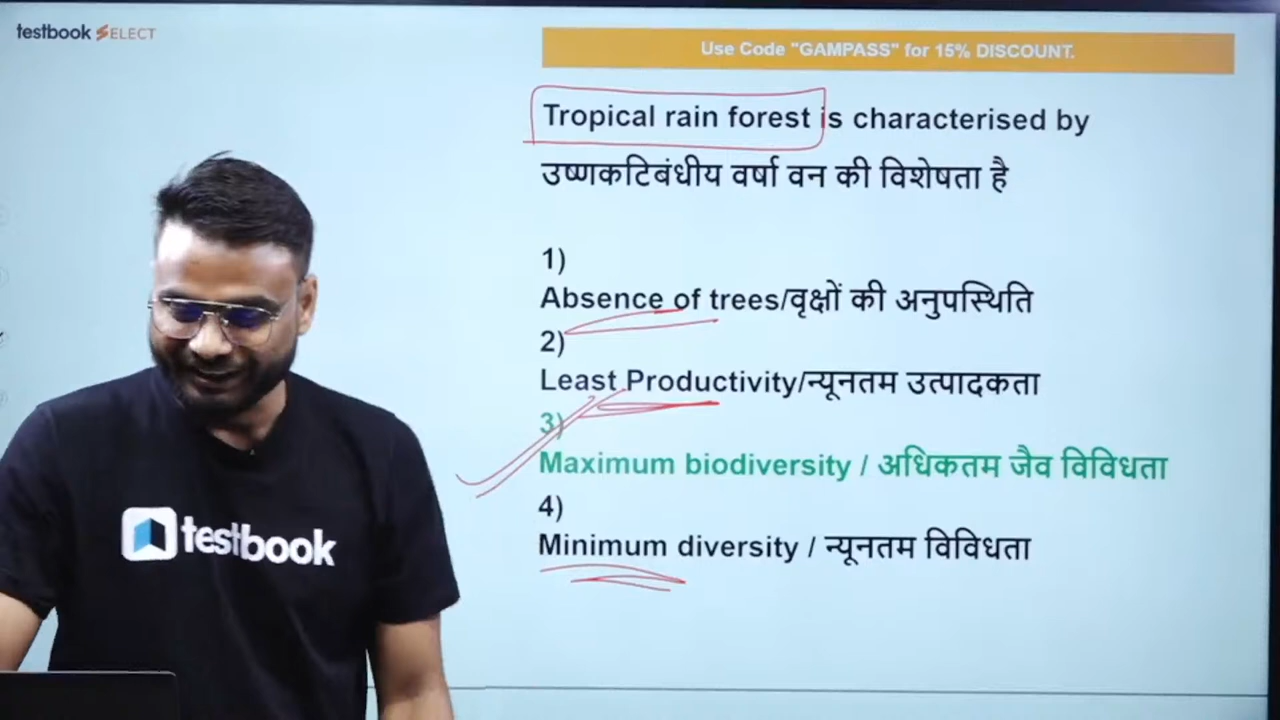 testbook SELECT
Use Code "GAMPASS" for 15% DISCOUNT.
Tropical rain forest is characterised by
उष्णकटिबंधीय वर्षा वन की विशेषता है
1)
Absence of trees/वृक्षों की अनुपस्थिति
2)
Least Productivity/न्यूनतम उत्पादकता
3)
Maximum biodiversity / अधिकतम जैव विविधता
4)
Minimum diversity / न्यूनतम विविधता
testbook